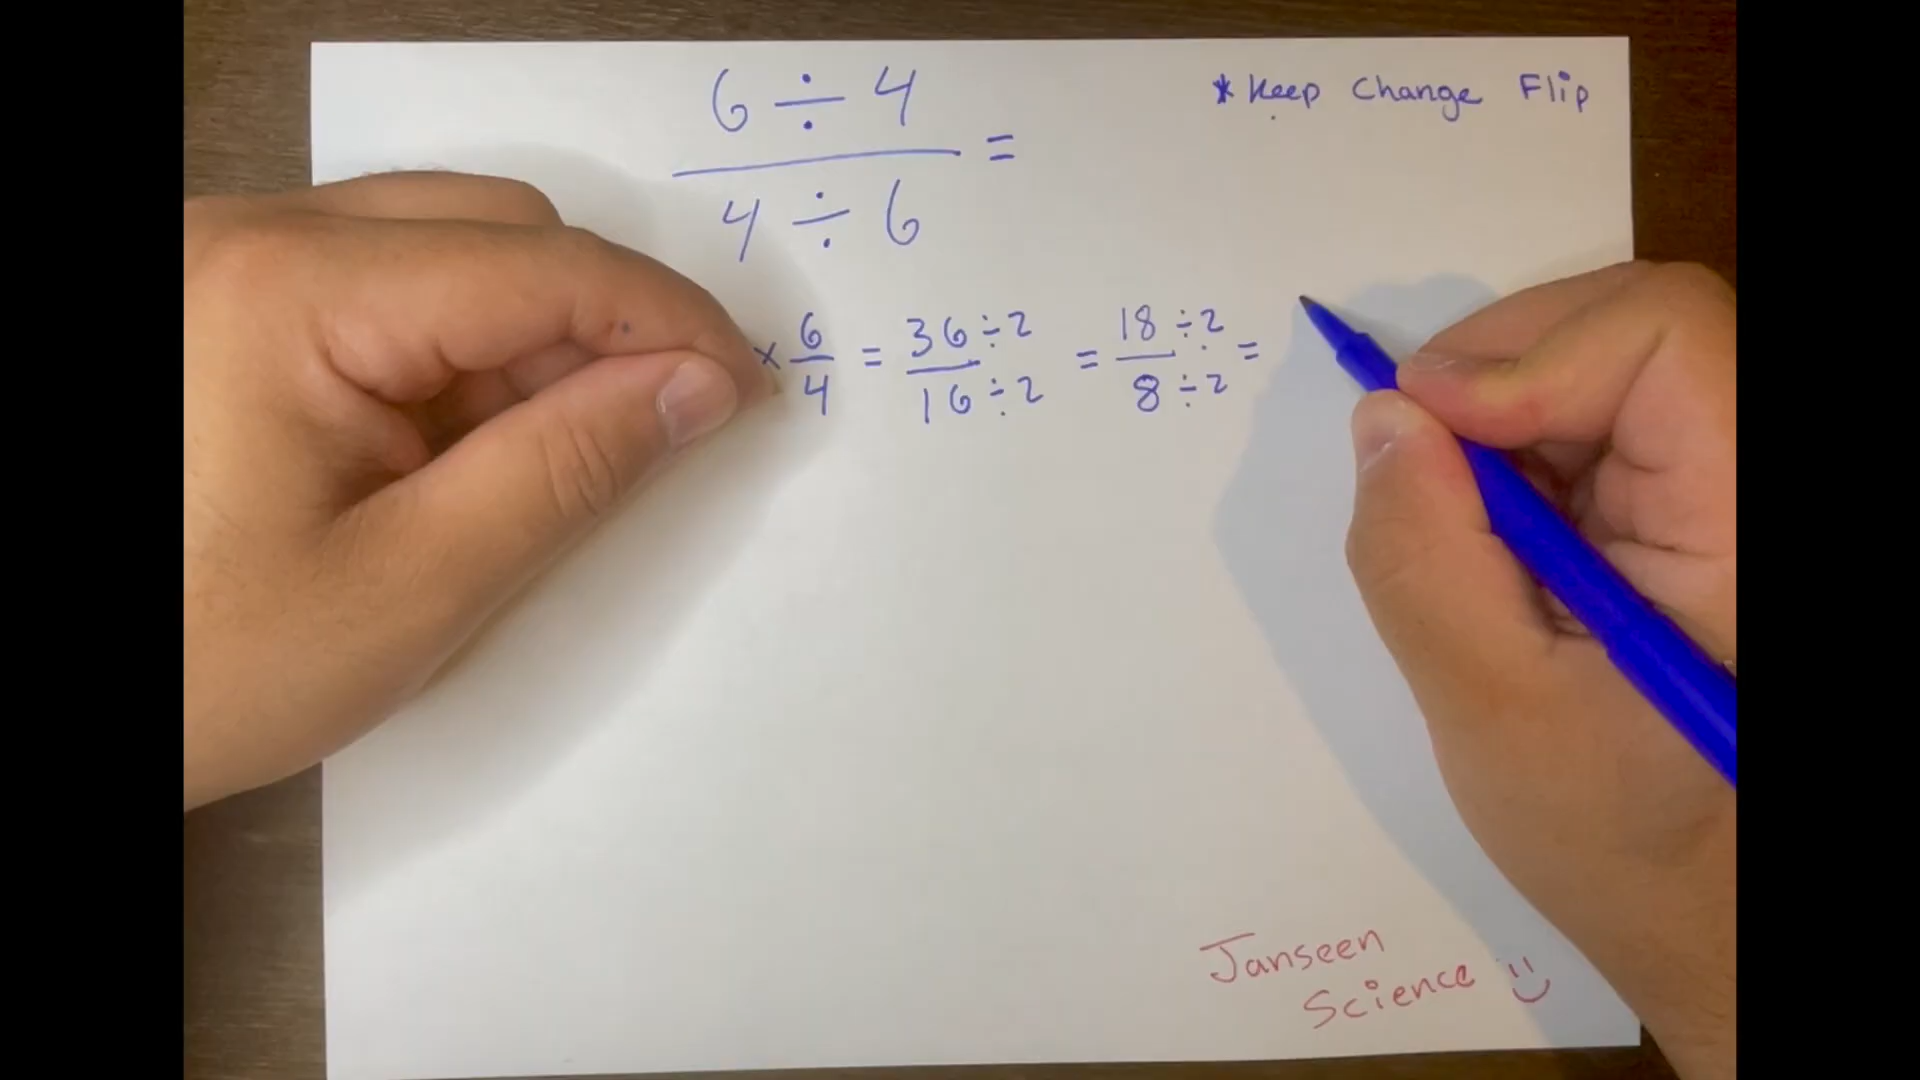 6 ÷ 4
4 ÷ 6 =
* Keep Change Flip
× 6/4 = 36 ÷ 2 / 16 ÷ 2 = 18 ÷ 2 / 8 ÷ 2 =
Janseen
Science